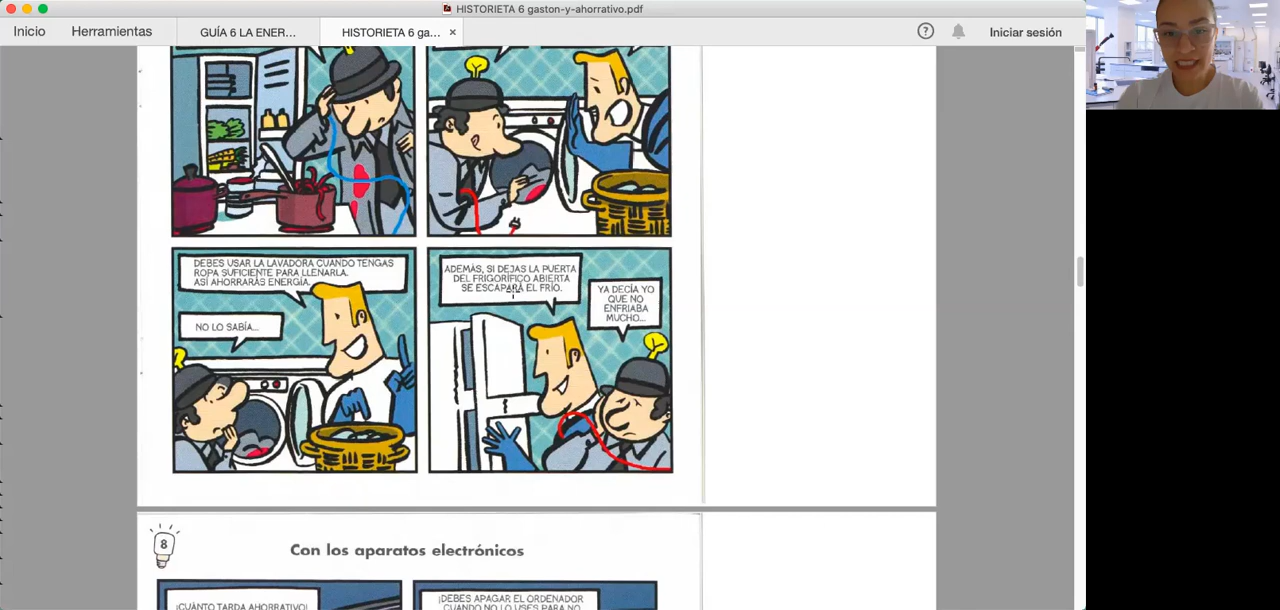 HISTORIETA 6 gaston-y-ahorrativo.pdf
Inicio Herramientas GUÍA 6 LA ENER... HISTORIETA 6 ga... × ? Iniciar sesión
DEBES USAR LA LAVADORA CUANDO TENGAS
ROPA SUFICIENTE PARA LLENARLA.
ASÍ AHORRARÁS ENERGÍA.
NO LO SABÍA...
ADEMÁS, SI DEJAS LA PUERTA
DEL FRIGORÍFICO ABIERTA
SE ESCAPARÁ EL FRÍO.
YA DECÍA YO
QUE NO
ENFRIABA
MUCHO...
8
Con los aparatos electrónicos
¡CUÁNTO TARDA AHORRATIVO!
¡DEBES APAGAR EL ORDENADOR
CUANDO NO LO USES PARA NO